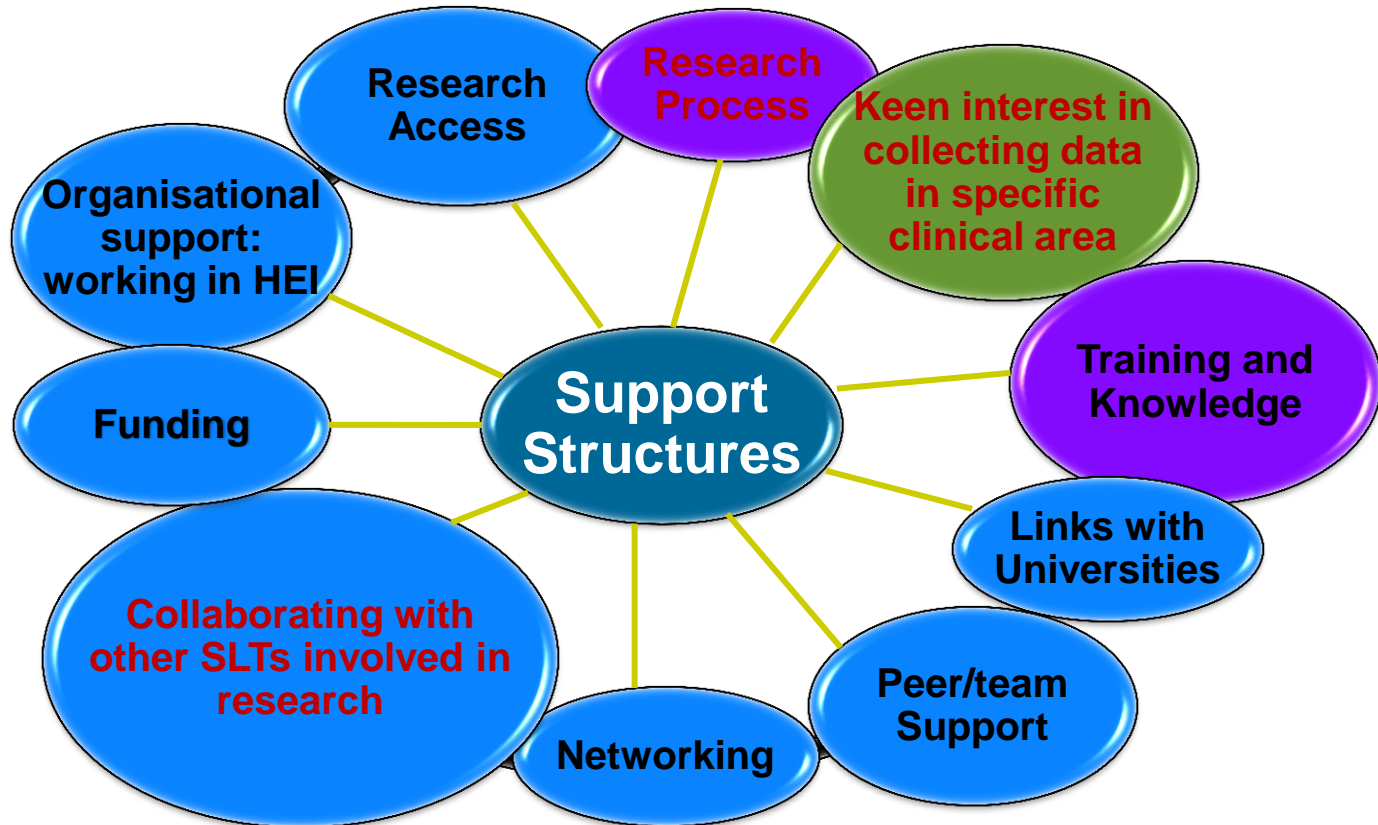 Research
Access
Research
Process
Keen interest in
collecting data
in specific
clinical area
Organisational
support:
working in HEI
Training and
Knowledge
Support
Structures
Funding
Links with
Universities
Collaborating with
other SLTs involved in
research
Peer/team
Support
Networking